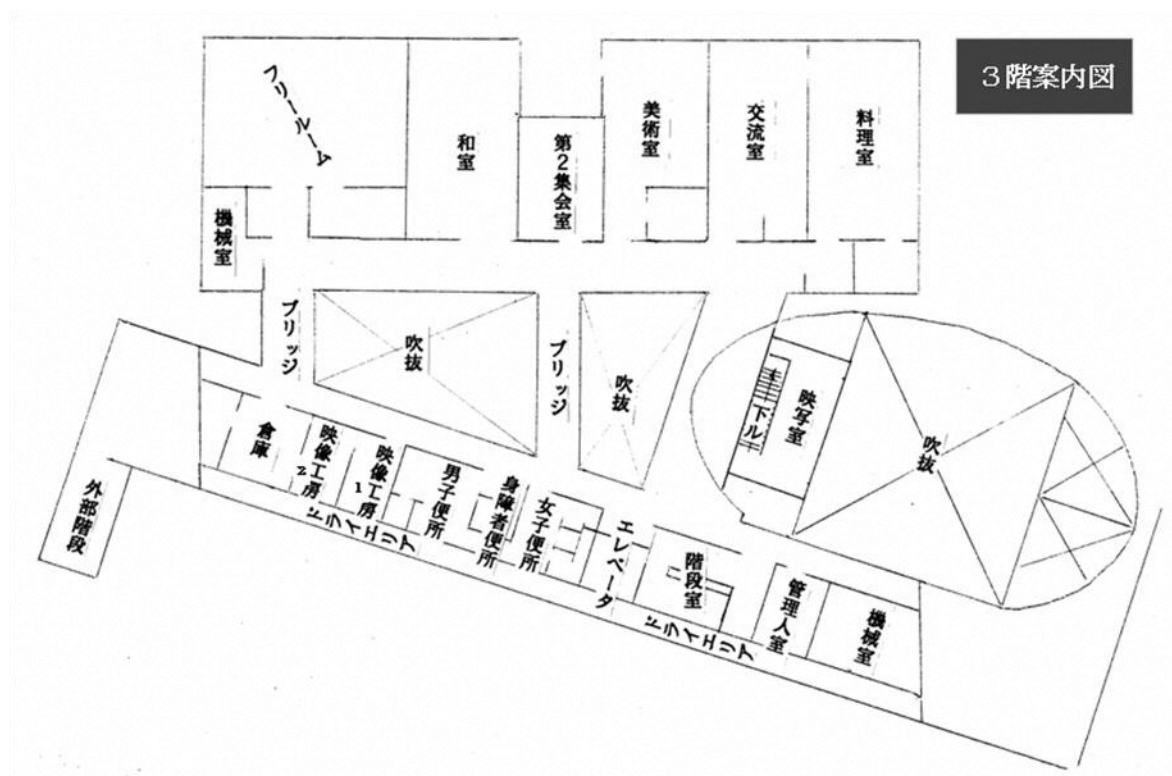 ３階案内図
フリールーム
和室
第２集会室
美術室
交流室
料理室
機械室
ブリッジ
吹抜
ブリッジ
吹抜
下ル
映写室
吹抜
外部階段
倉庫
映像工房２
映像工房１
男子便所
身障者便所
女子便所
エレベータ
階段室
管理人室
機械室
ドライエリア
ドライエリア